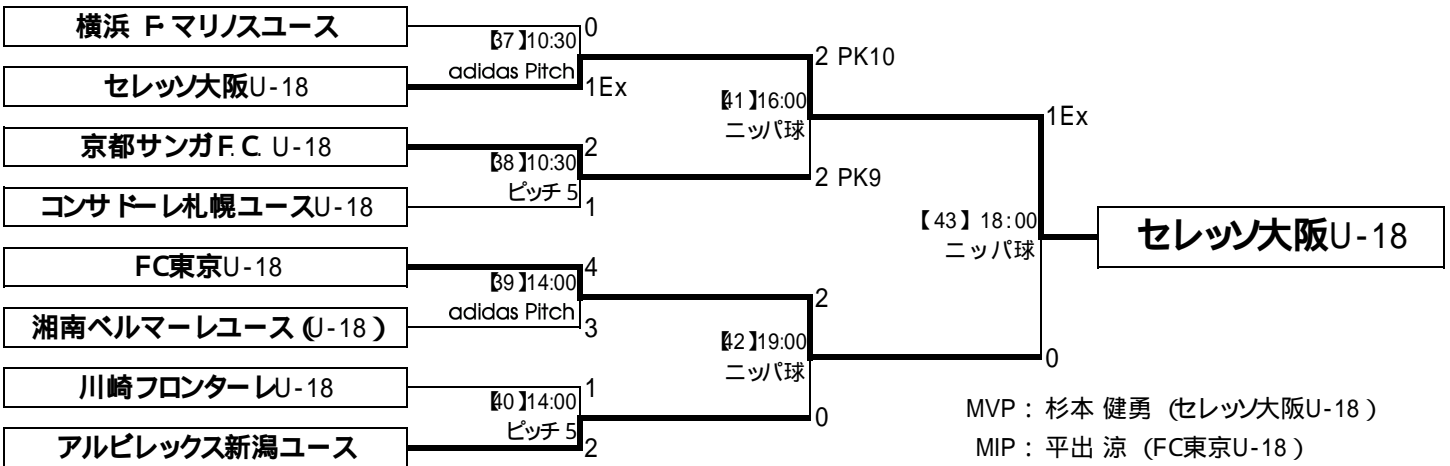 横浜 F・マリノスユース
0
【37】10:30
adidas Pitch
セレッソ大阪U-18
1Ex
2 PK10
【41】16:00
ニッパ球
1Ex
京都サンガF.C. U-18
2
【38】10:30
ピッチ 5
2 PK9
コンサドーレ札幌ユースU-18
1
【43】18:00
ニッパ球
セレッソ大阪U-18
FC東京U-18
4
【39】14:00
adidas Pitch
2
湘南ベルマーレユース (U-18)
3
【42】19:00
ニッパ球
0
川崎フロンターレU-18
1
【40】14:00
ピッチ 5
0
アルビレックス新潟ユース
2
MVP : 杉本 健勇 (セレッソ大阪U-18)
MIP : 平出 涼 (FC東京U-18)